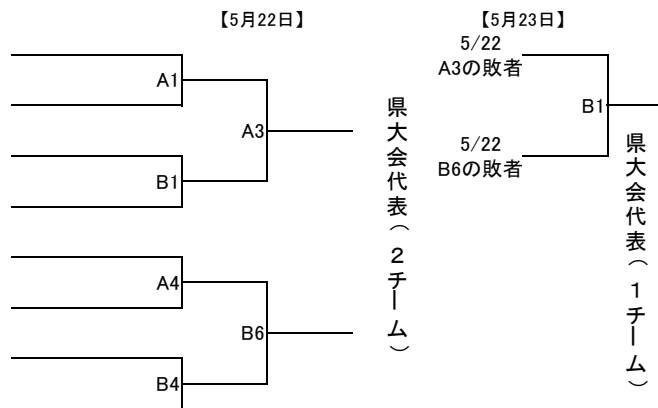 【5月22日】
A1
A3
B1
A4
B6
B4
県大会代表（２チーム）
【5月23日】
5/22
A3の敗者
B1
5/22
B6の敗者
県大会代表（１チーム）